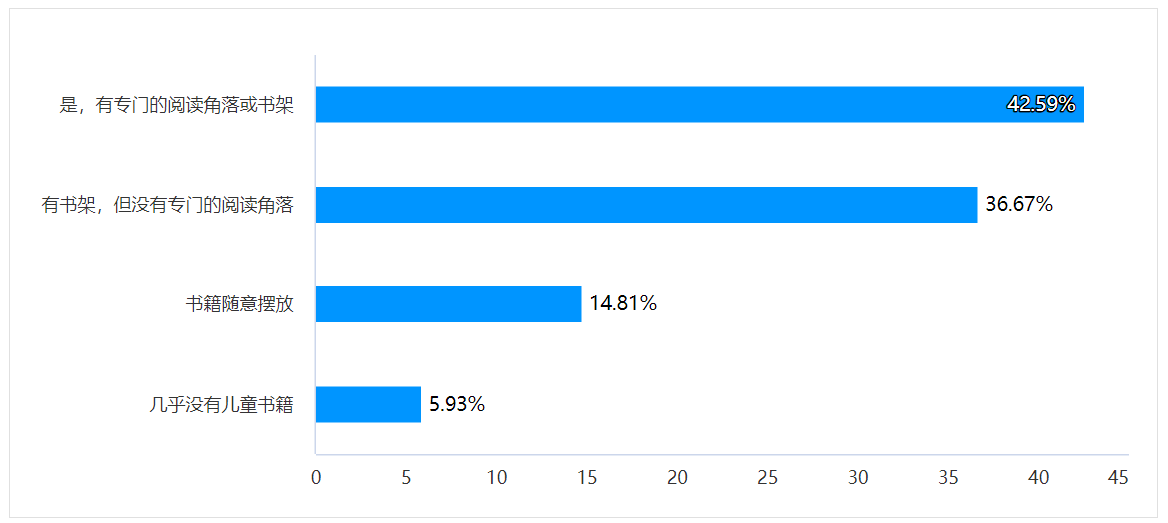 是，有专门的阅读角落或书架
42.59%
有书架，但没有专门的阅读角落
36.67%
书籍随意摆放
14.81%
几乎没有儿童书籍
5.93%
0 5 10 15 20 25 30 35 40 45